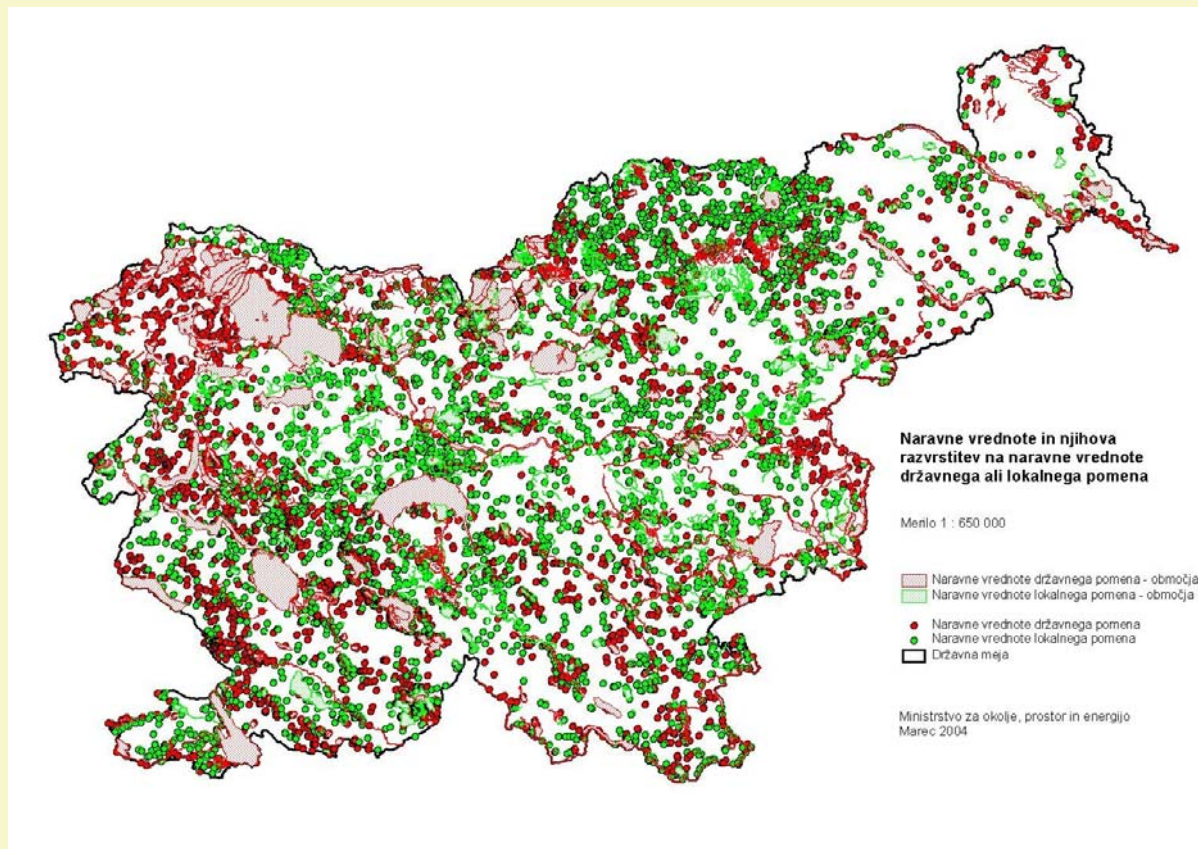 Naravne vrednote in njihova
razvrstitev na naravne vrednote
državnega ali lokalnega pomena
Merilo 1 : 650 000
Naravne vrednote državnega pomena - območja
Naravne vrednote lokalnega pomena - območja
Naravne vrednote državnega pomena
Naravne vrednote lokalnega pomena
Državna meja
Ministrstvo za okolje, prostor in energijo
Marec 2004